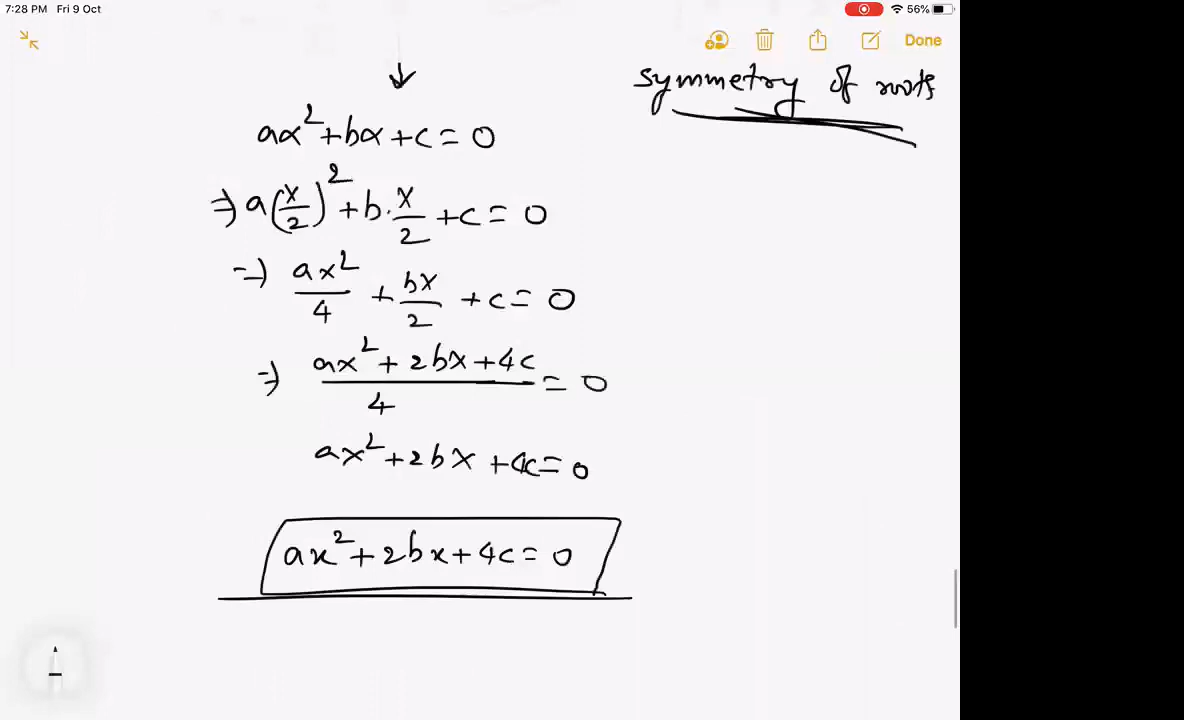 7:28 PM Fri 9 Oct
56%
Done
symmetry of roots
↓
aα²+bα+c=0
⇒ a(x/2)²+b·x/2+c=0
⇒ ax²/4+bx/2+c=0
⇒ (ax²+2bx+4c)/4=0
ax²+2bx+4c=0
ax²+2bx+4c=0